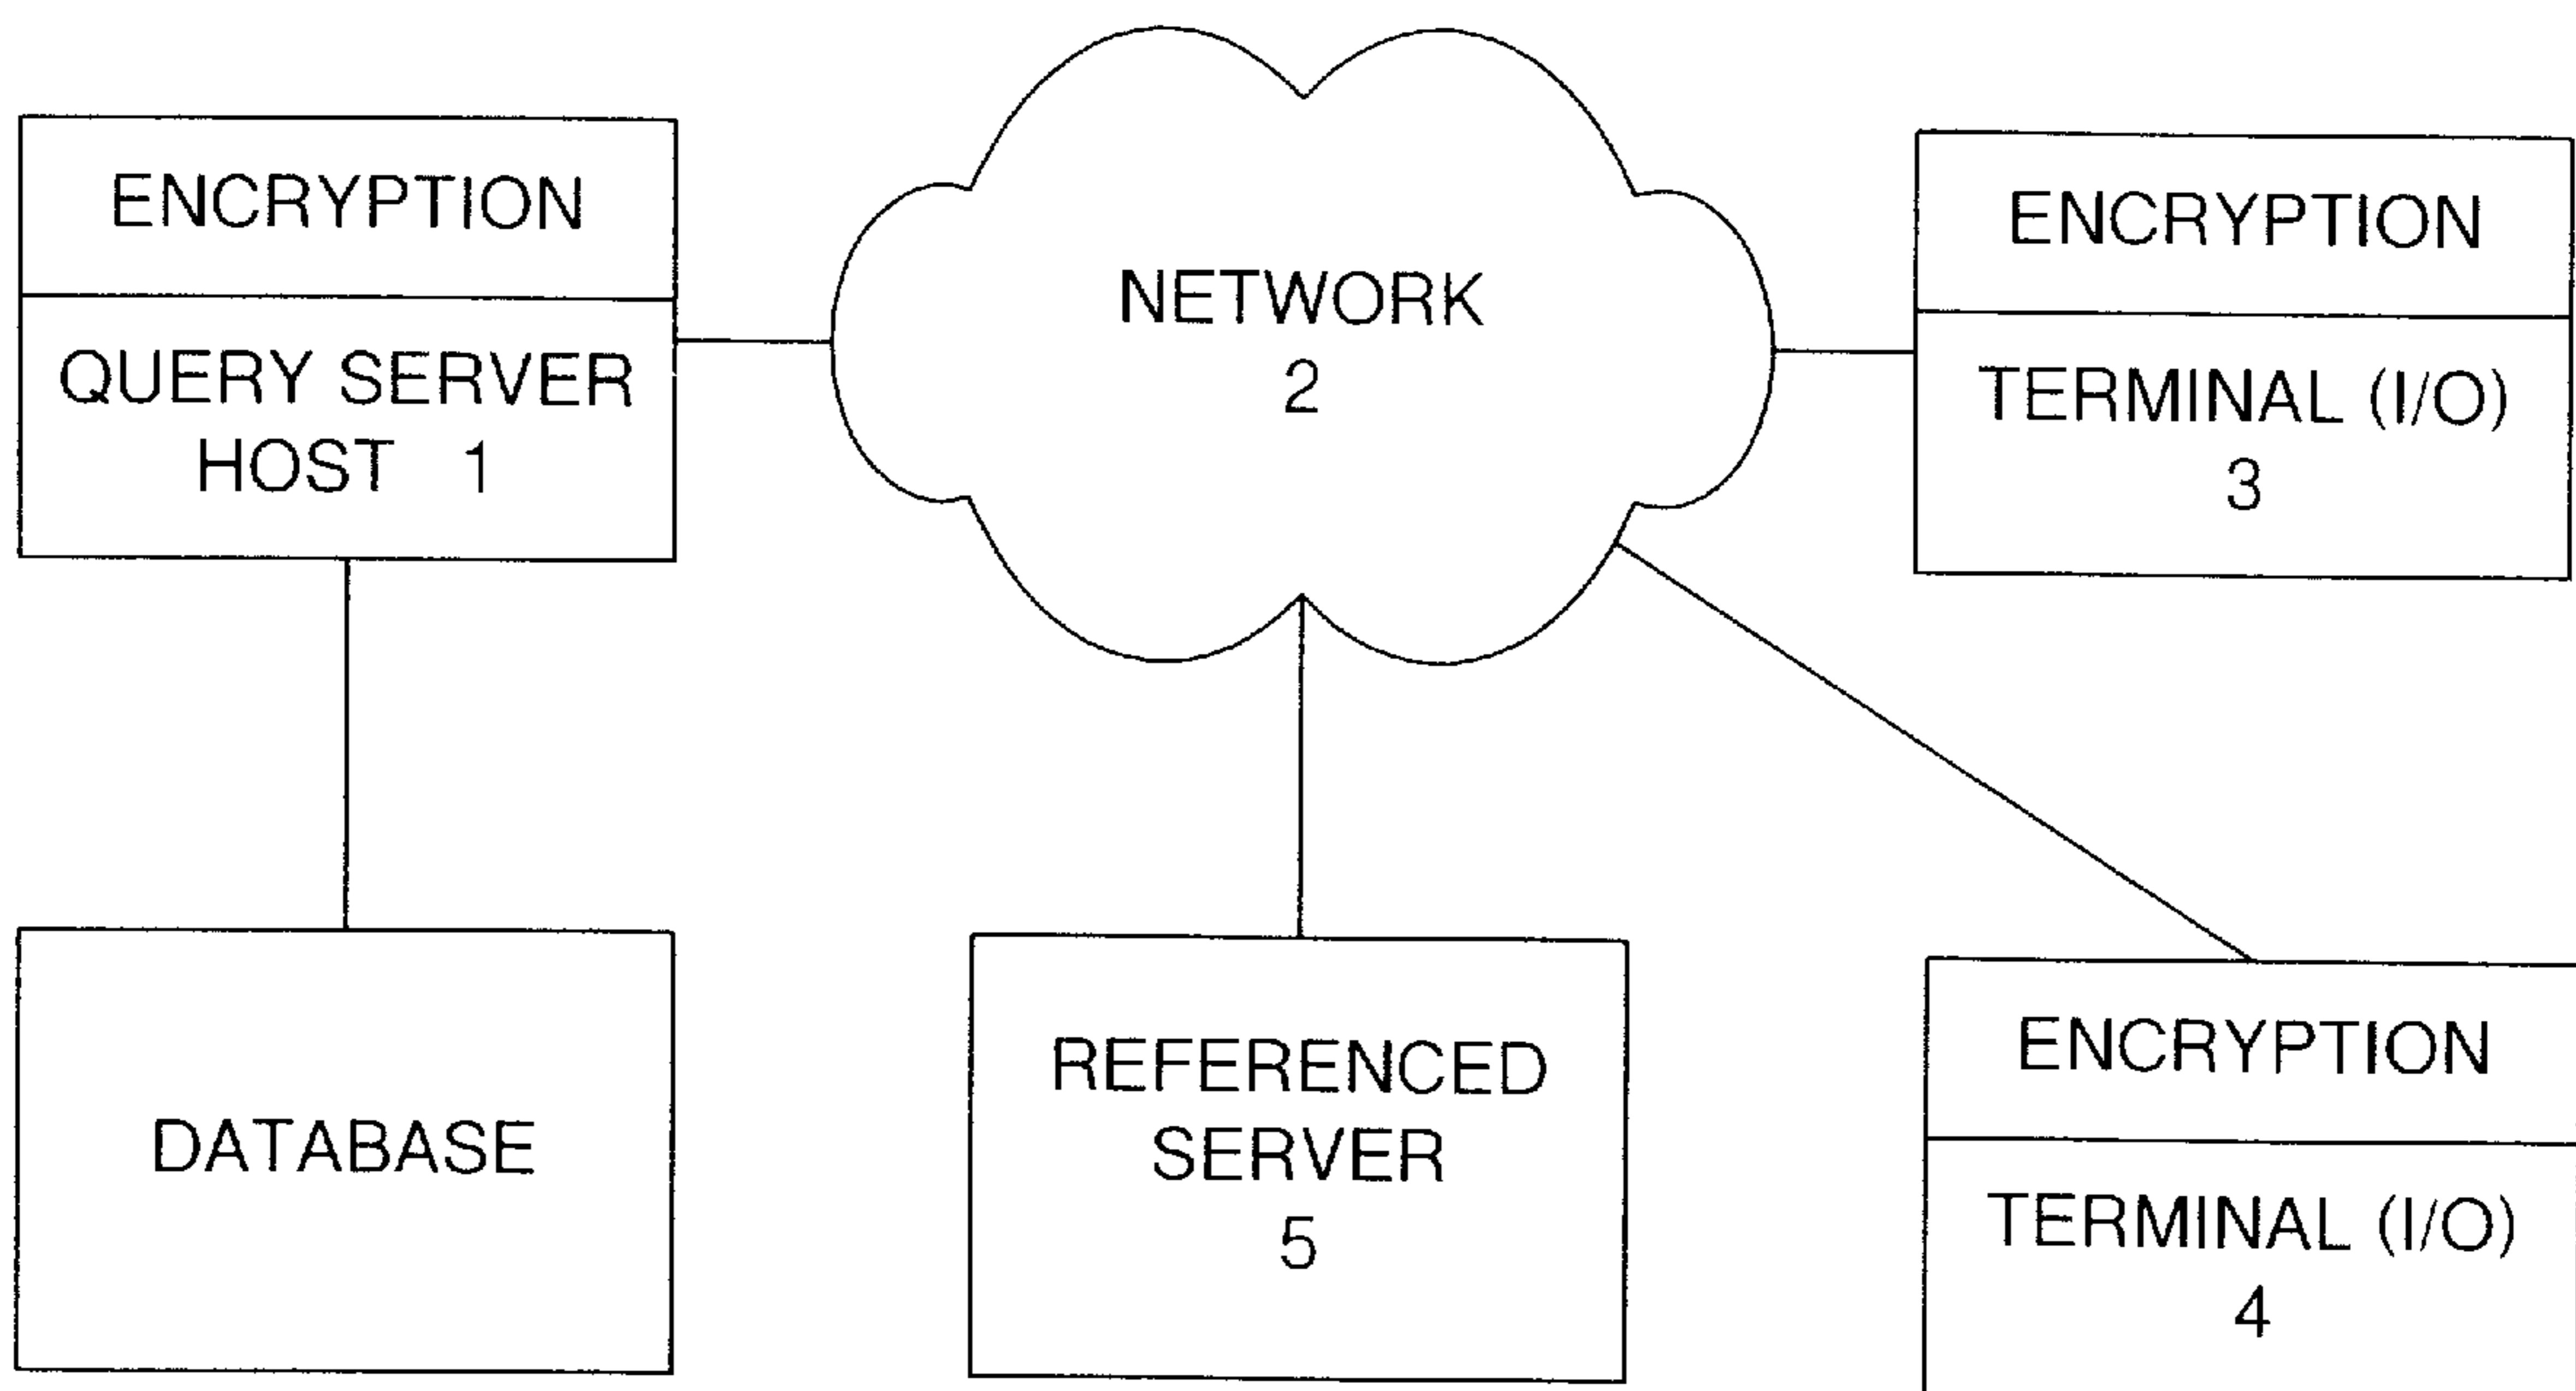 ENCRYPTION
QUERY SERVER
HOST 1
NETWORK
2
ENCRYPTION
TERMINAL (I/O)
3
DATABASE
REFERENCED
SERVER
5
ENCRYPTION
TERMINAL (I/O)
4